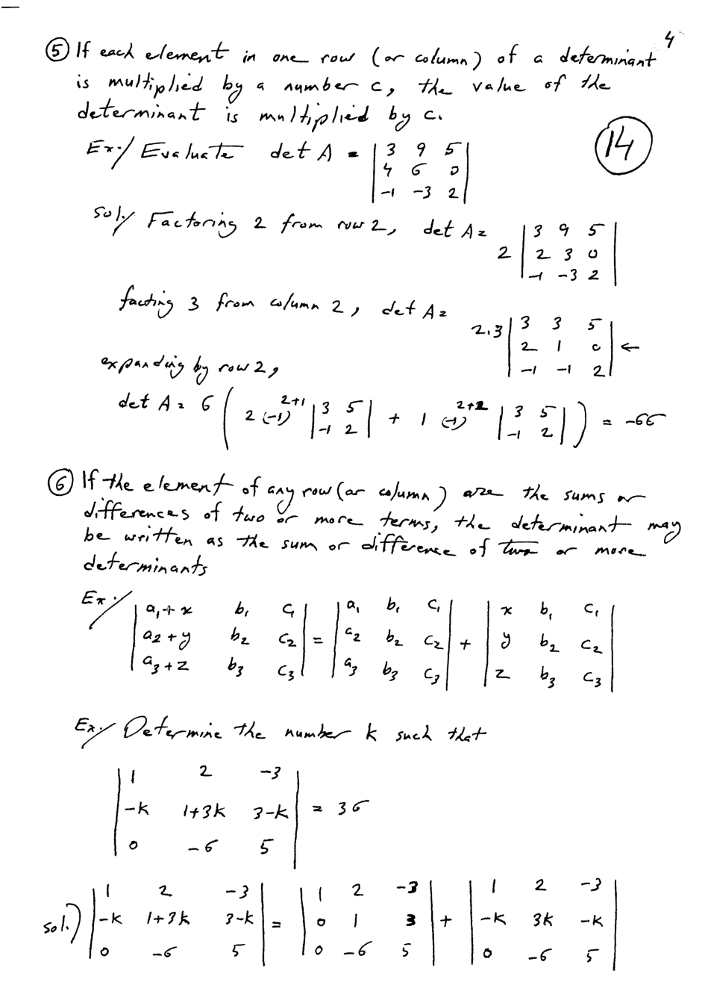 4
⑤ If each element in one row (or column) of a determinant
is multiplied by a number c, the value of the
determinant is multiplied by c.
14
Ex./ Evaluate det A = | 3 9 5 |
| 4 6 0 |
| -1 -3 2 |
sol./ Factoring 2 from row 2, det A = 2 | 3 9 5 |
| 2 3 0 |
| -1 -3 2 |
facting 3 from column 2, det A = 2.3 | 3 3 5 |
| 2 1 0 | ←
| -1 -1 2 |
expanding by row 2,
det A = 6 ( 2 (-1)^{2+1} | 3 5 ; -1 2 | + 1 (-1)^{2+2} | 3 5 ; -1 2 | ) = -66
⑥ If the element of any row (or column) are the sums or
differences of two or more terms, the determinant may
be written as the sum or difference of two or more
determinants
Ex./ | a₁+x b₁ c₁ | | a₁ b₁ c₁ | | x b₁ c₁ |
| a₂+y b₂ c₂ | = | a₂ b₂ c₂ | + | y b₂ c₂ |
| a₃+z b₃ c₃ | | a₃ b₃ c₃ | | z b₃ c₃ |
Ex./ Determine the number k such that
| 1 2 -3 |
| -k 1+3k 3-k | = 36
| 0 -6 5 |
| 1 2 -3 | | 1 2 -3 | | 1 2 -3 |
sol.) | -k 1+3k 3-k | = | 0 1 3 | + | -k 3k -k |
| 0 -6 5 | | 0 -6 5 | | 0 -6 5 |